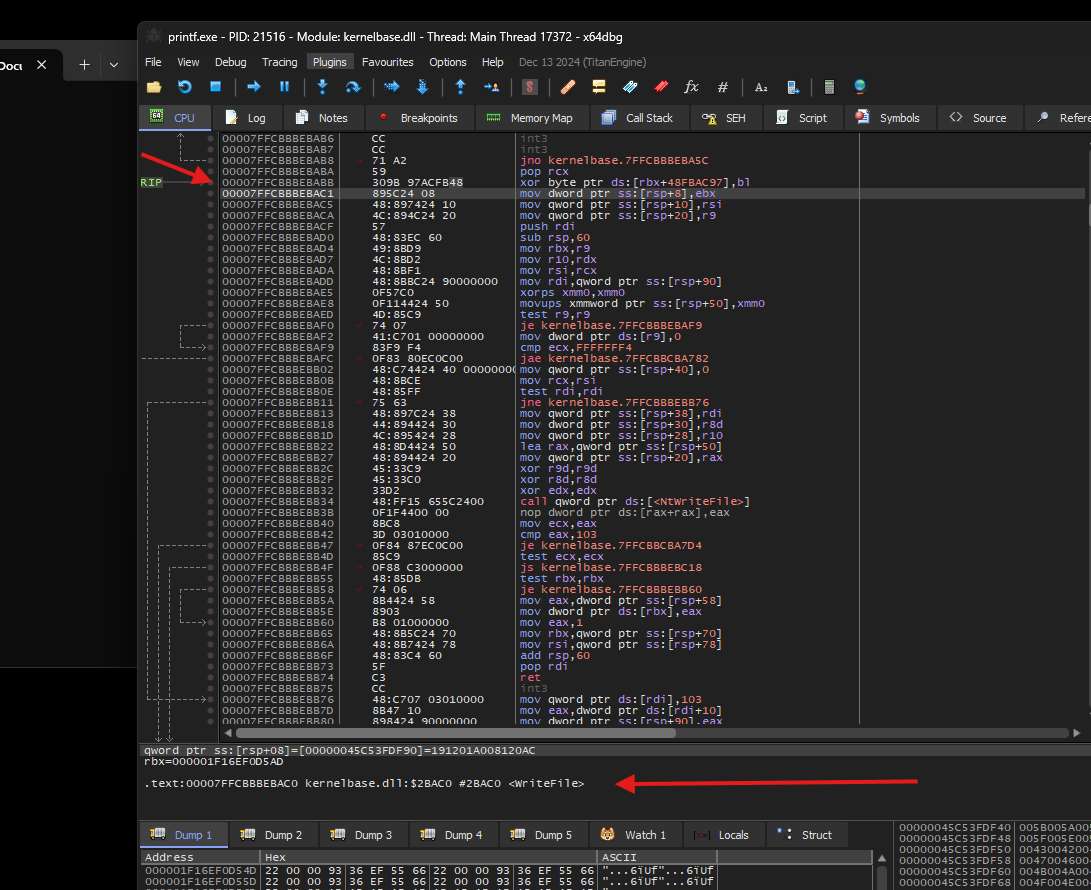 Docu
printf.exe - PID: 21516 - Module: kernelbase.dll - Thread: Main Thread 17372 - x64dbg
File View Debug Tracing Plugins Favourites Options Help Dec 13 2024 (TitanEngine)
CPU Log Notes Breakpoints Memory Map Call Stack SEH Script Symbols Source Refere
00007FFCBBBEBAB6 CC int3
00007FFCBBBEBAB7 CC int3
00007FFCBBBEBAB8 71 A2 jno kernelbase.7FFCBBBEBA5C
00007FFCBBBEBABA 59 pop rcx
RIP 00007FFCBBBEBABB 309B 97ACFB48 xor byte ptr ds:[rbx+48FBAC97],bl
00007FFCBBBEBAC1 895C24 08 mov dword ptr ss:[rsp+8],ebx
00007FFCBBBEBAC5 48:897424 10 mov qword ptr ss:[rsp+10],rsi
00007FFCBBBEBACA 4C:894C24 20 mov qword ptr ss:[rsp+20],r9
00007FFCBBBEBACF 57 push rdi
00007FFCBBBEBAD0 48:83EC 60 sub rsp,60
00007FFCBBBEBAD4 49:8BD9 mov rbx,r9
00007FFCBBBEBAD7 4C:8BD2 mov r10,rdx
00007FFCBBBEBADA 48:8BF1 mov rsi,rcx
00007FFCBBBEBADD 48:8BBC24 90000000 mov rdi,qword ptr ss:[rsp+90]
00007FFCBBBEBAE5 0F57C0 xorps xmm0,xmm0
00007FFCBBBEBAE8 0F114424 50 movups xmmword ptr ss:[rsp+50],xmm0
00007FFCBBBEBAED 4D:85C9 test r9,r9
00007FFCBBBEBAF0 74 07 je kernelbase.7FFCBBBEBAF9
00007FFCBBBEBAF2 41:C701 00000000 mov dword ptr ds:[r9],0
00007FFCBBBEBAF9 83F9 F4 cmp ecx,FFFFFFF4
00007FFCBBBEBAFC 0F83 80EC0C00 jae kernelbase.7FFCBBCBA782
00007FFCBBBEBB02 48:C74424 40 00000000 mov qword ptr ss:[rsp+40],0
00007FFCBBBEBB0B 48:8BCE mov rcx,rsi
00007FFCBBBEBB0E 48:85FF test rdi,rdi
00007FFCBBBEBB11 75 63 jne kernelbase.7FFCBBBEBB76
00007FFCBBBEBB13 48:897C24 38 mov qword ptr ss:[rsp+38],rdi
00007FFCBBBEBB18 44:894424 30 mov dword ptr ss:[rsp+30],r8d
00007FFCBBBEBB1D 4C:895424 28 mov qword ptr ss:[rsp+28],r10
00007FFCBBBEBB22 48:8D4424 50 lea rax,qword ptr ss:[rsp+50]
00007FFCBBBEBB27 48:894424 20 mov qword ptr ss:[rsp+20],rax
00007FFCBBBEBB2C 45:33C9 xor r9d,r9d
00007FFCBBBEBB2F 45:33C0 xor r8d,r8d
00007FFCBBBEBB32 33D2 xor edx,edx
00007FFCBBBEBB34 48:FF15 655C2400 call qword ptr ds:[<NtWriteFile>]
00007FFCBBBEBB3B 0F1F4400 00 nop dword ptr ds:[rax+rax],eax
00007FFCBBBEBB40 8BC8 mov ecx,eax
00007FFCBBBEBB42 3D 03010000 cmp eax,103
00007FFCBBBEBB47 0F84 87EC0C00 je kernelbase.7FFCBBCBA7D4
00007FFCBBBEBB4D 85C9 test ecx,ecx
00007FFCBBBEBB4F 0F88 C3000000 js kernelbase.7FFCBBBEBC18
00007FFCBBBEBB55 48:85DB test rbx,rbx
00007FFCBBBEBB58 74 06 je kernelbase.7FFCBBBEBB60
00007FFCBBBEBB5A 8B4424 58 mov eax,dword ptr ss:[rsp+58]
00007FFCBBBEBB5E 8903 mov dword ptr ds:[rbx],eax
00007FFCBBBEBB60 B8 01000000 mov eax,1
00007FFCBBBEBB65 48:8B5C24 70 mov rbx,qword ptr ss:[rsp+70]
00007FFCBBBEBB6A 48:8B7424 78 mov rsi,qword ptr ss:[rsp+78]
00007FFCBBBEBB6F 48:83C4 60 add rsp,60
00007FFCBBBEBB73 5F pop rdi
00007FFCBBBEBB74 C3 ret
00007FFCBBBEBB75 CC int3
00007FFCBBBEBB76 48:C707 03010000 mov qword ptr ds:[rdi],103
00007FFCBBBEBB7D 8B47 10 mov eax,dword ptr ds:[rdi+10]
00007FFCBBBEBB80 898424 90000000 mov dword ptr ss:[rsp+90],eax
qword ptr ss:[rsp+08]=[00000045C53FDF90]=191201A008120AC
rbx=000001F16EF0D5AD
.text:00007FFCBBBEBAC0 kernelbase.dll:$2BAC0 #2BAC0 <WriteFile>
Dump 1 Dump 2 Dump 3 Dump 4 Dump 5 Watch 1 Locals Struct
Address Hex ASCII
000001F16EF0D54D 22 00 00 93 36 EF 55 66 22 00 00 93 36 EF 55 66 "...6ïUf"...6ïUf
000001F16EF0D55D 22 00 00 93 36 EF 55 66 22 00 00 93 36 EF 55 66 "...6ïUf"...6ïUf
00000045C53FDF40 005B005A005
00000045C53FDF48 005F005E005
00000045C53FDF50 00430042004
00000045C53FDF58 00470046004
00000045C53FDF60 004B004A004
00000045C53FDF68 004F004E004